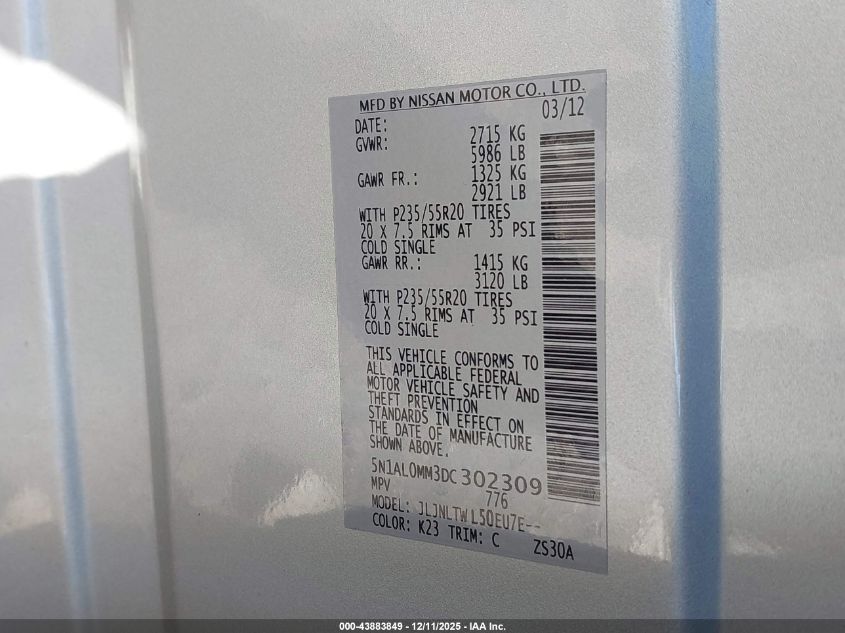 MFD BY NISSAN MOTOR CO., LTD.
DATE: 03/12
GVWR: 2715 KG
5986 LB
GAWR FR.: 1325 KG
2921 LB
WITH P235/55R20 TIRES
20 X 7.5 RIMS AT 35 PSI
COLD SINGLE
GAWR RR.: 1415 KG
3120 LB
WITH P235/55R20 TIRES
20 X 7.5 RIMS AT 35 PSI
COLD SINGLE
THIS VEHICLE CONFORMS TO
ALL APPLICABLE FEDERAL
MOTOR VEHICLE SAFETY AND
THEFT PREVENTION
STANDARDS IN EFFECT ON
THE DATE OF MANUFACTURE
SHOWN ABOVE.
5N1AL0MM3DC302309
MPV 776
MODEL: JLJNLTWL50EU7E--
COLOR: K23 TRIM: C ZS30A
000-43883849 - 12/11/2025 - IAA Inc.